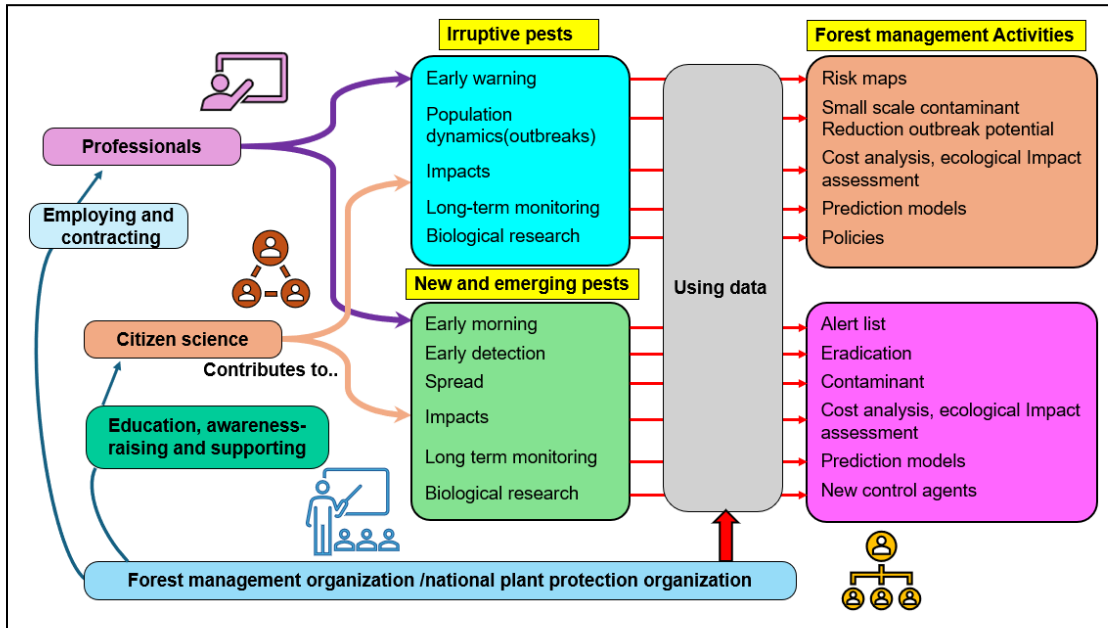 Irruptive pests
Forest management Activities
Early warning
Population
dynamics(outbreaks)
Impacts
Long-term monitoring
Biological research
Risk maps
Small scale contaminant
Reduction outbreak potential
Cost analysis, ecological Impact
assessment
Prediction models
Policies
Professionals
Employing and
contracting
Using data
New and emerging pests
Early morning
Early detection
Spread
Impacts
Long term monitoring
Biological research
Alert list
Eradication
Contaminant
Cost analysis, ecological Impact
assessment
Prediction models
New control agents
Citizen science
Contributes to..
Education, awareness-
raising and supporting
Forest management organization /national plant protection organization